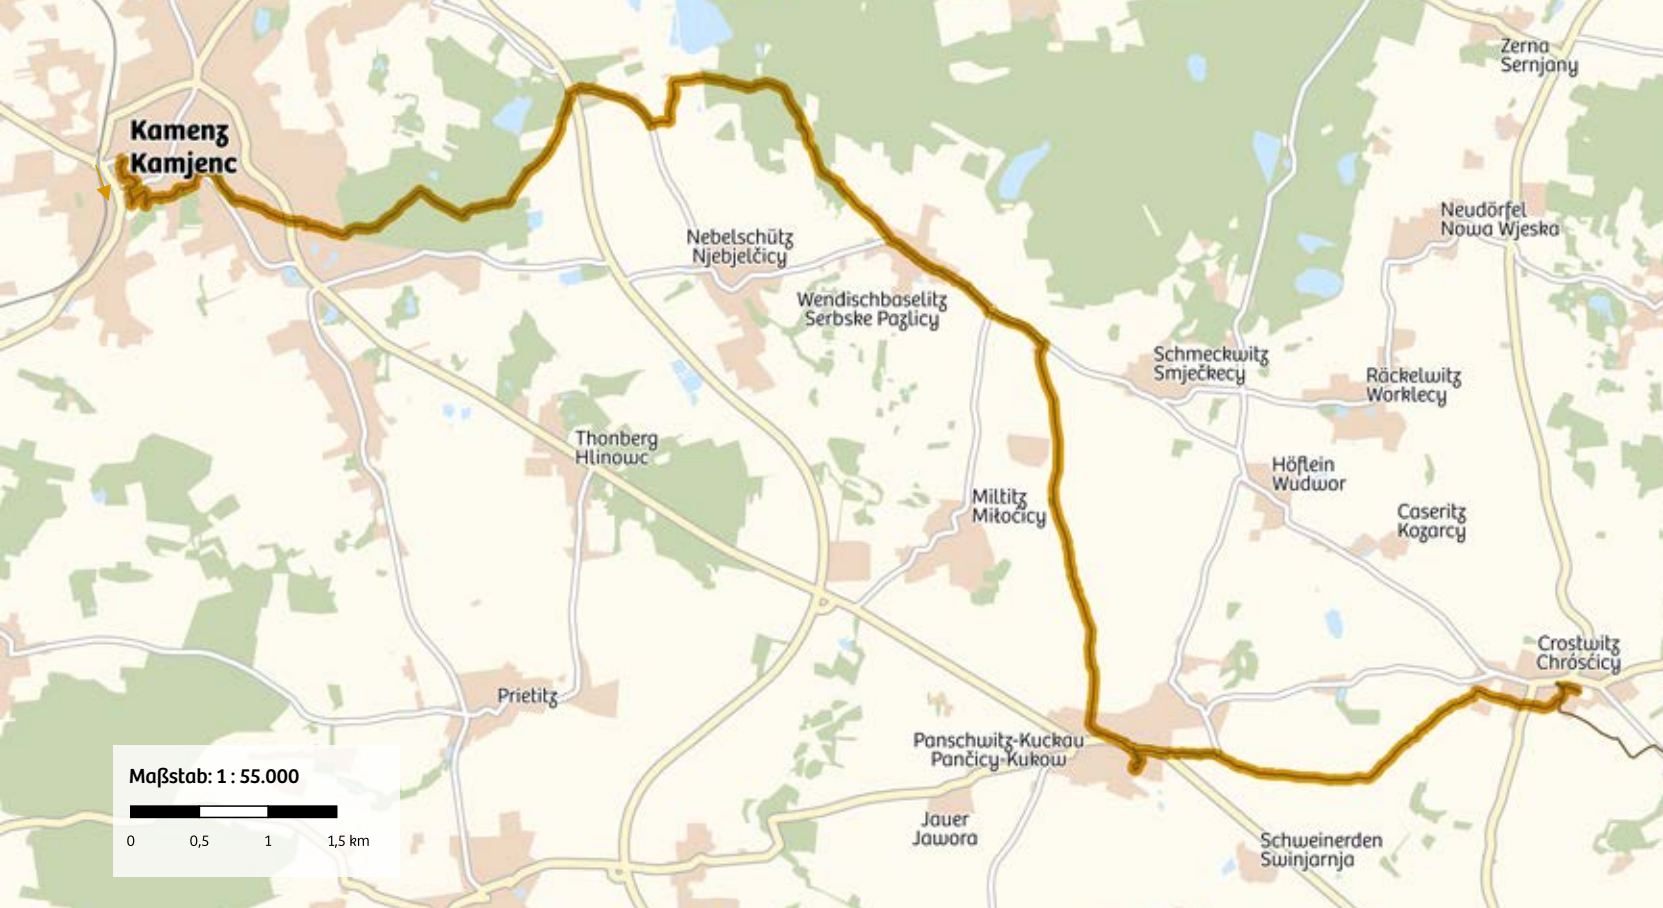 Zerna
Sernjany
Kamenz
Kamjenc
Neudörfel
Nowa Wjeska
Nebelschütz
Njebjelčicy
Wendischbaselitz
Serbske Pazlicy
Schmeckwitz
Smječkecy
Räckelwitz
Worklecy
Thonberg
Hlinowc
Höflein
Wudwor
Miltitz
Miłoćicy
Caseritz
Kozarcy
Crostwitz
Chrósćicy
Prietitz
Panschwitz-Kuckau
Pančicy-Kukow
Maßstab: 1 : 55.000
0 0,5 1 1,5 km
Jauer
Jawora
Schweinerden
Swinjarnja